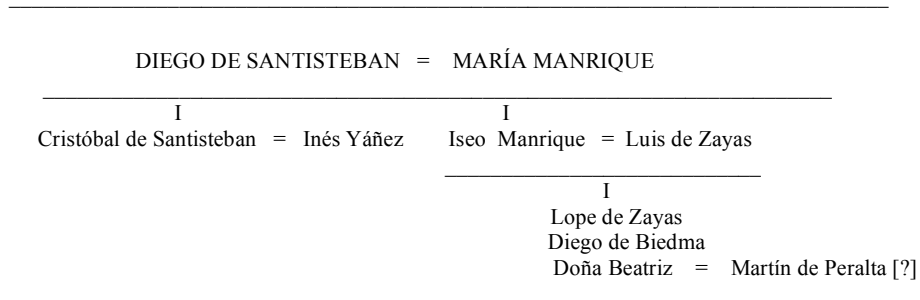 DIEGO DE SANTISTEBAN = MARÍA MANRIQUE
I I
Cristóbal de Santisteban = Inés Yáñez Iseo Manrique = Luis de Zayas
I
Lope de Zayas
Diego de Biedma
Doña Beatriz = Martín de Peralta [?]